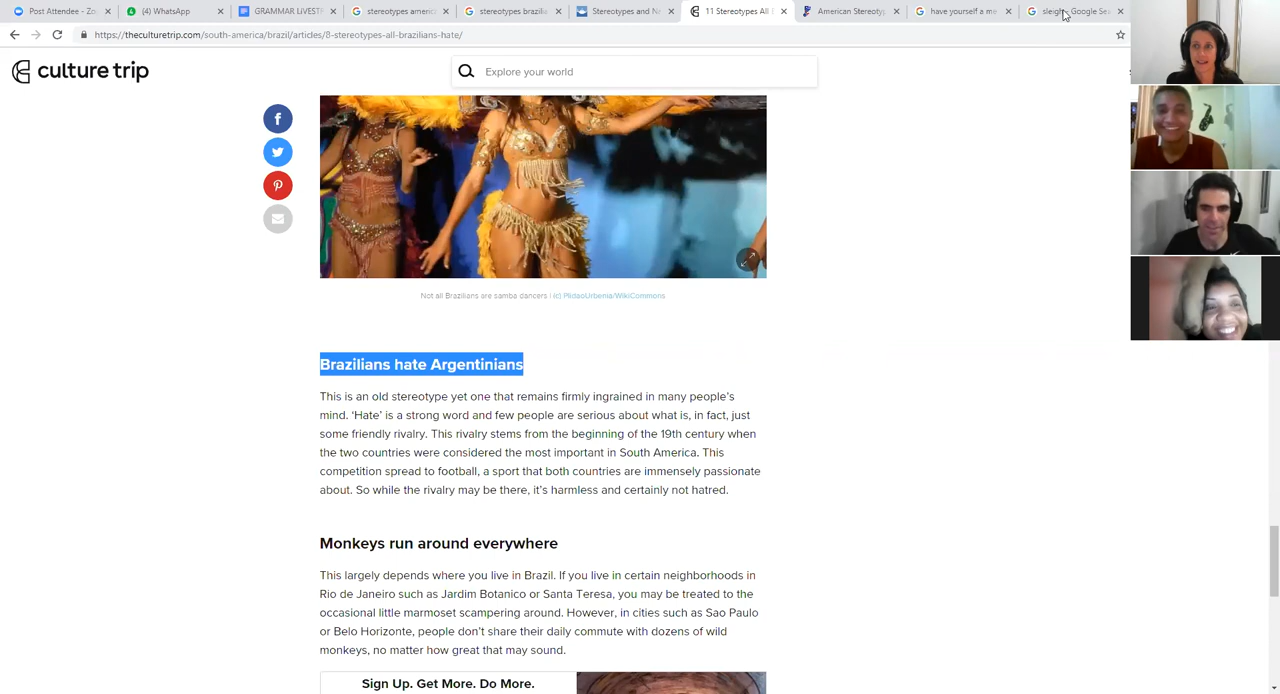 Post Attendee - Zo
(4) WhatsApp
GRAMMAR LiVEST
stereotypes americ
stereotypes brazilia
Stereotypes and Na
11 Stereotypes All
American Stereoty
have yourself a me
sleigh - Google Sea
https://theculturetrip.com/south-america/brazil/articles/8-stereotypes-all-brazilians-hate/
culture trip
Explore your world
Not all Brazilians are samba dancers | (c) PlidaoUrbenia/WikiCommons
Brazilians hate Argentinians
This is an old stereotype yet one that remains firmly ingrained in many people's
mind. 'Hate' is a strong word and few people are serious about what is, in fact, just
some friendly rivalry. This rivalry stems from the beginning of the 19th century when
the two countries were considered the most important in South America. This
competition spread to football, a sport that both countries are immensely passionate
about. So while the rivalry may be there, it's harmless and certainly not hatred.
Monkeys run around everywhere
This largely depends where you live in Brazil. If you live in certain neighborhoods in
Rio de Janeiro such as Jardim Botanico or Santa Teresa, you may be treated to the
occasional little marmoset scampering around. However, in cities such as Sao Paulo
or Belo Horizonte, people don't share their daily commute with dozens of wild
monkeys, no matter how great that may sound.
Sign Up. Get More. Do More.